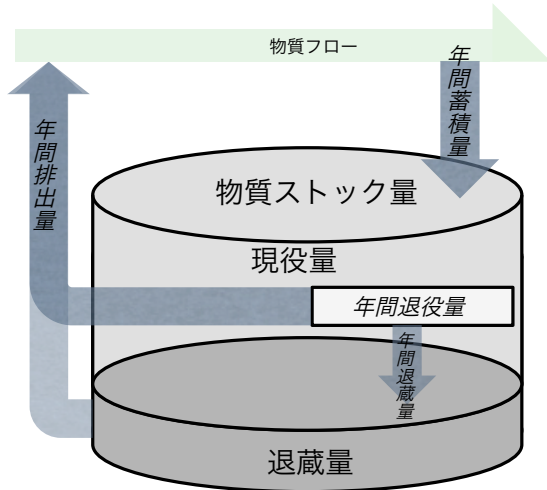 物質フロー
年間蓄積量
年間排出量
物質ストック量
現役量
年間退役量
年間退蔵量
退蔵量